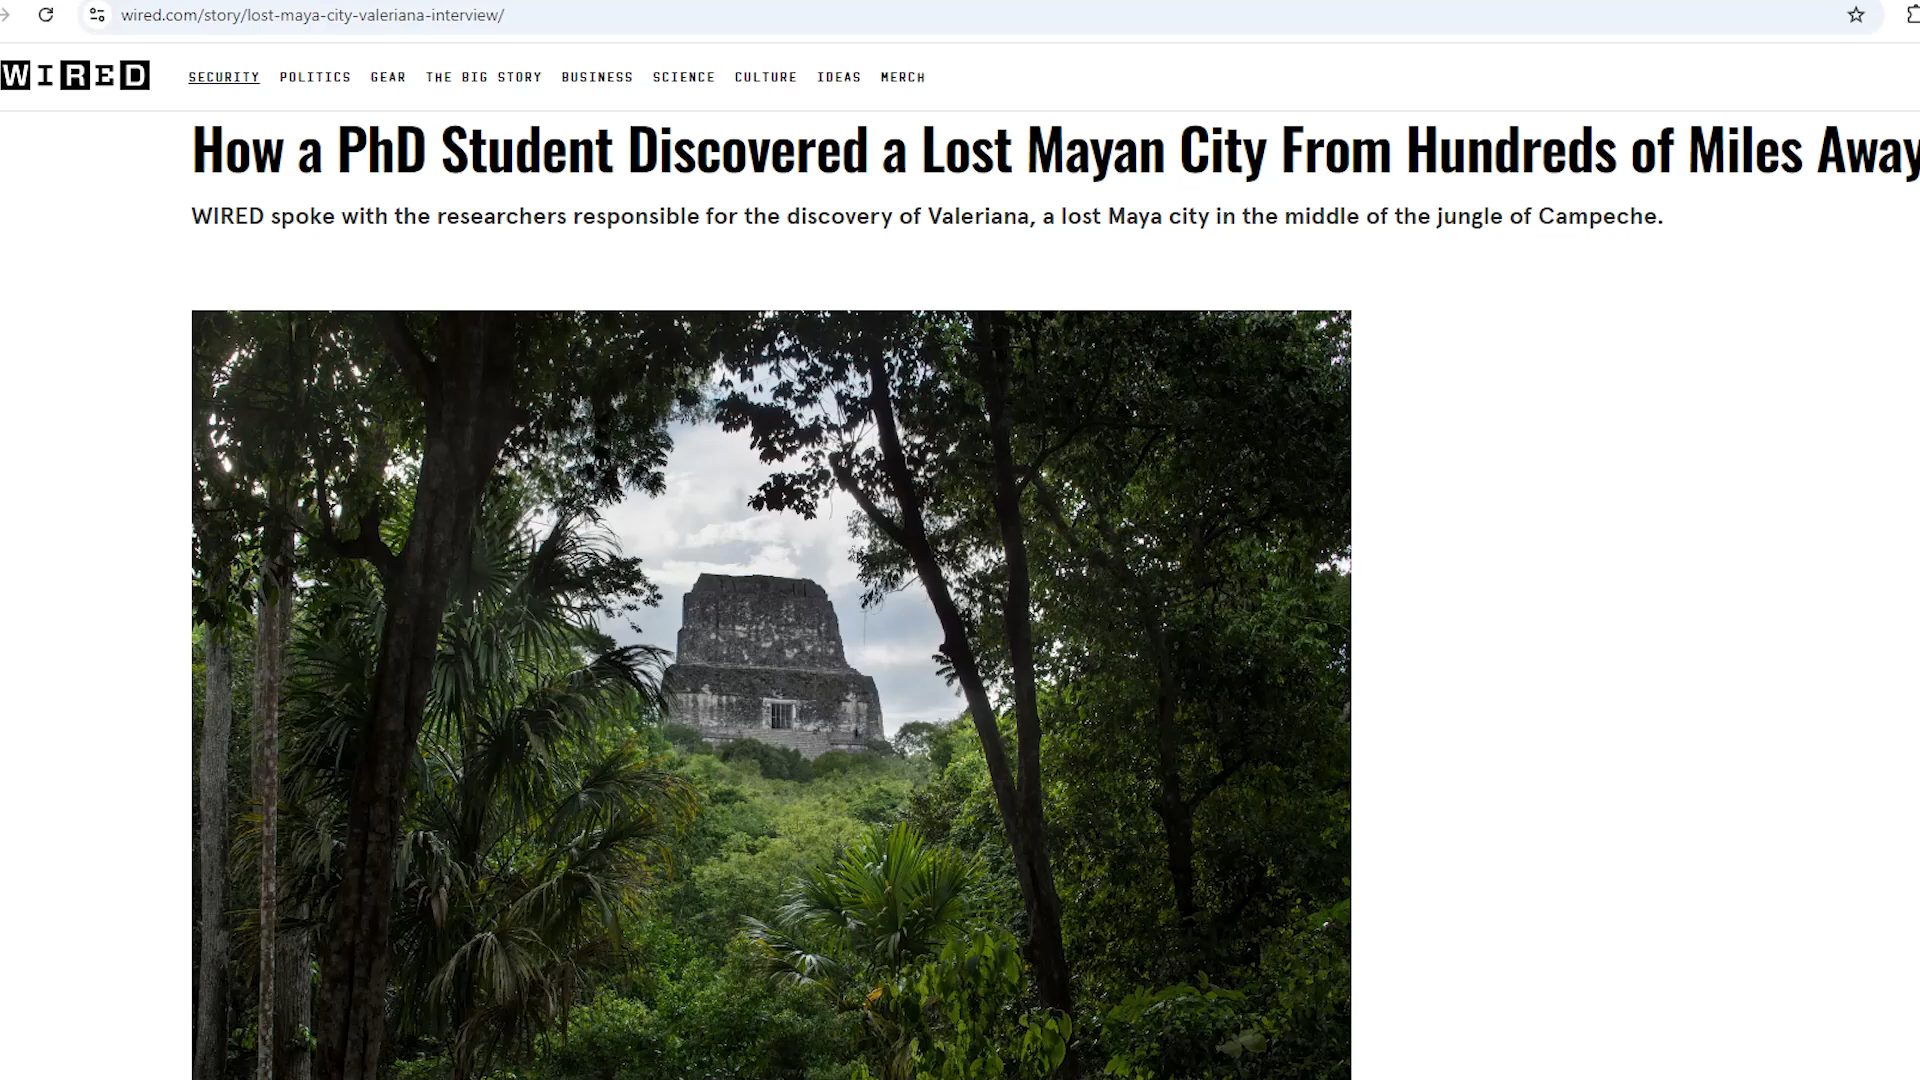 wired.com/story/lost-maya-city-valeriana-interview/
WIRED SECURITY POLITICS GEAR THE BIG STORY BUSINESS SCIENCE CULTURE IDEAS MERCH
How a PhD Student Discovered a Lost Mayan City From Hundreds of Miles Away
WIRED spoke with the researchers responsible for the discovery of Valeriana, a lost Maya city in the middle of the jungle of Campeche.